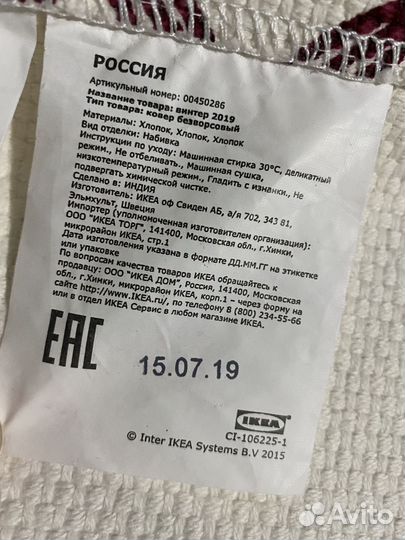 РОССИЯ
Артикульный номер: 00450286
Название товара: винтер 2019
Тип товара: ковер безворсовый
Материалы: Хлопок, Хлопок, Хлопок
Вид отделки: Набивка
Инструкции по уходу: Машинная стирка 30°C, деликатный
режим., Не отбеливать., Машинная сушка,
низкотемпературный режим., Гладить с изнанки., Не
подвергать химической чистке.
Сделано в: ИНДИЯ
Изготовитель: ИКЕА оф Свиден АБ, а/я 702, 343 81,
Эльмхульт, Швеция
Импортер (уполномоченная изготовителем организация):
ООО "ИКЕА ТОРГ", 141400, Московская обл., г.Химки,
микрорайон ИКЕА, стр.1
Дата изготовления указана в формате ДД.ММ.ГГ на этикетке
или упаковке
По вопросам качества товаров ИКЕА обращайтесь к
продавцу: ООО "ИКЕА ДОМ", Россия, 141400, Московская
обл., г.Химки, микрорайон ИКЕА, корп.1 - через форму на
сайте http://www.IKEA.ru/, по телефону 8 (800) 234-55-66
или в отдел ИКЕА Сервис в любом магазине ИКЕА.
EAC
15.07.19
IKEA
CI-106225-1
© Inter IKEA Systems B.V 2015
Avito